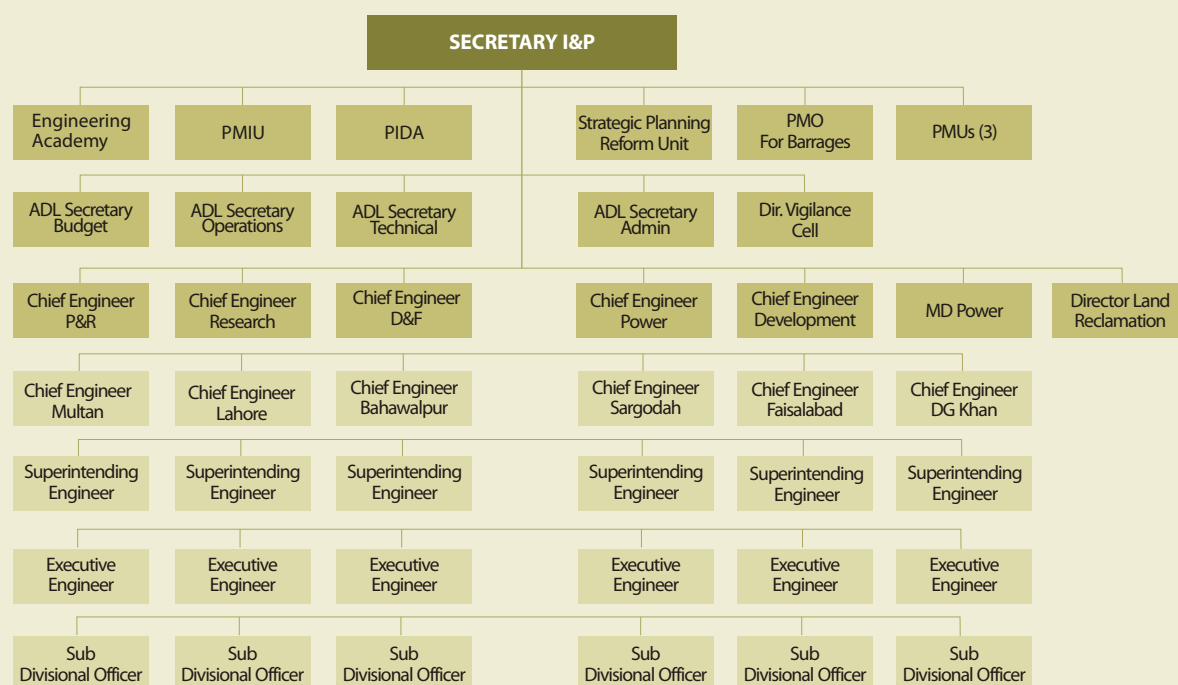 SECRETARY I&P
Engineering
Academy
PMIU
PIDA
Strategic Planning
Reform Unit
PMO
For Barrages
PMUs (3)
ADL Secretary
Budget
ADL Secretary
Operations
ADL Secretary
Technical
ADL Secretary
Admin
Dir. Vigilance
Cell
Chief Engineer
P&R
Chief Engineer
Research
Chief Engineer
D&F
Chief Engineer
Power
Chief Engineer
Development
MD Power
Director Land
Reclamation
Chief Engineer
Multan
Chief Engineer
Lahore
Chief Engineer
Bahawalpur
Chief Engineer
Sargodah
Chief Engineer
Faisalabad
Chief Engineer
DG Khan
Superintending
Engineer
Superintending
Engineer
Superintending
Engineer
Superintending
Engineer
Superintending
Engineer
Superintending
Engineer
Executive
Engineer
Executive
Engineer
Executive
Engineer
Executive
Engineer
Executive
Engineer
Executive
Engineer
Sub
Divisional Officer
Sub
Divisional Officer
Sub
Divisional Officer
Sub
Divisional Officer
Sub
Divisional Officer
Sub
Divisional Officer